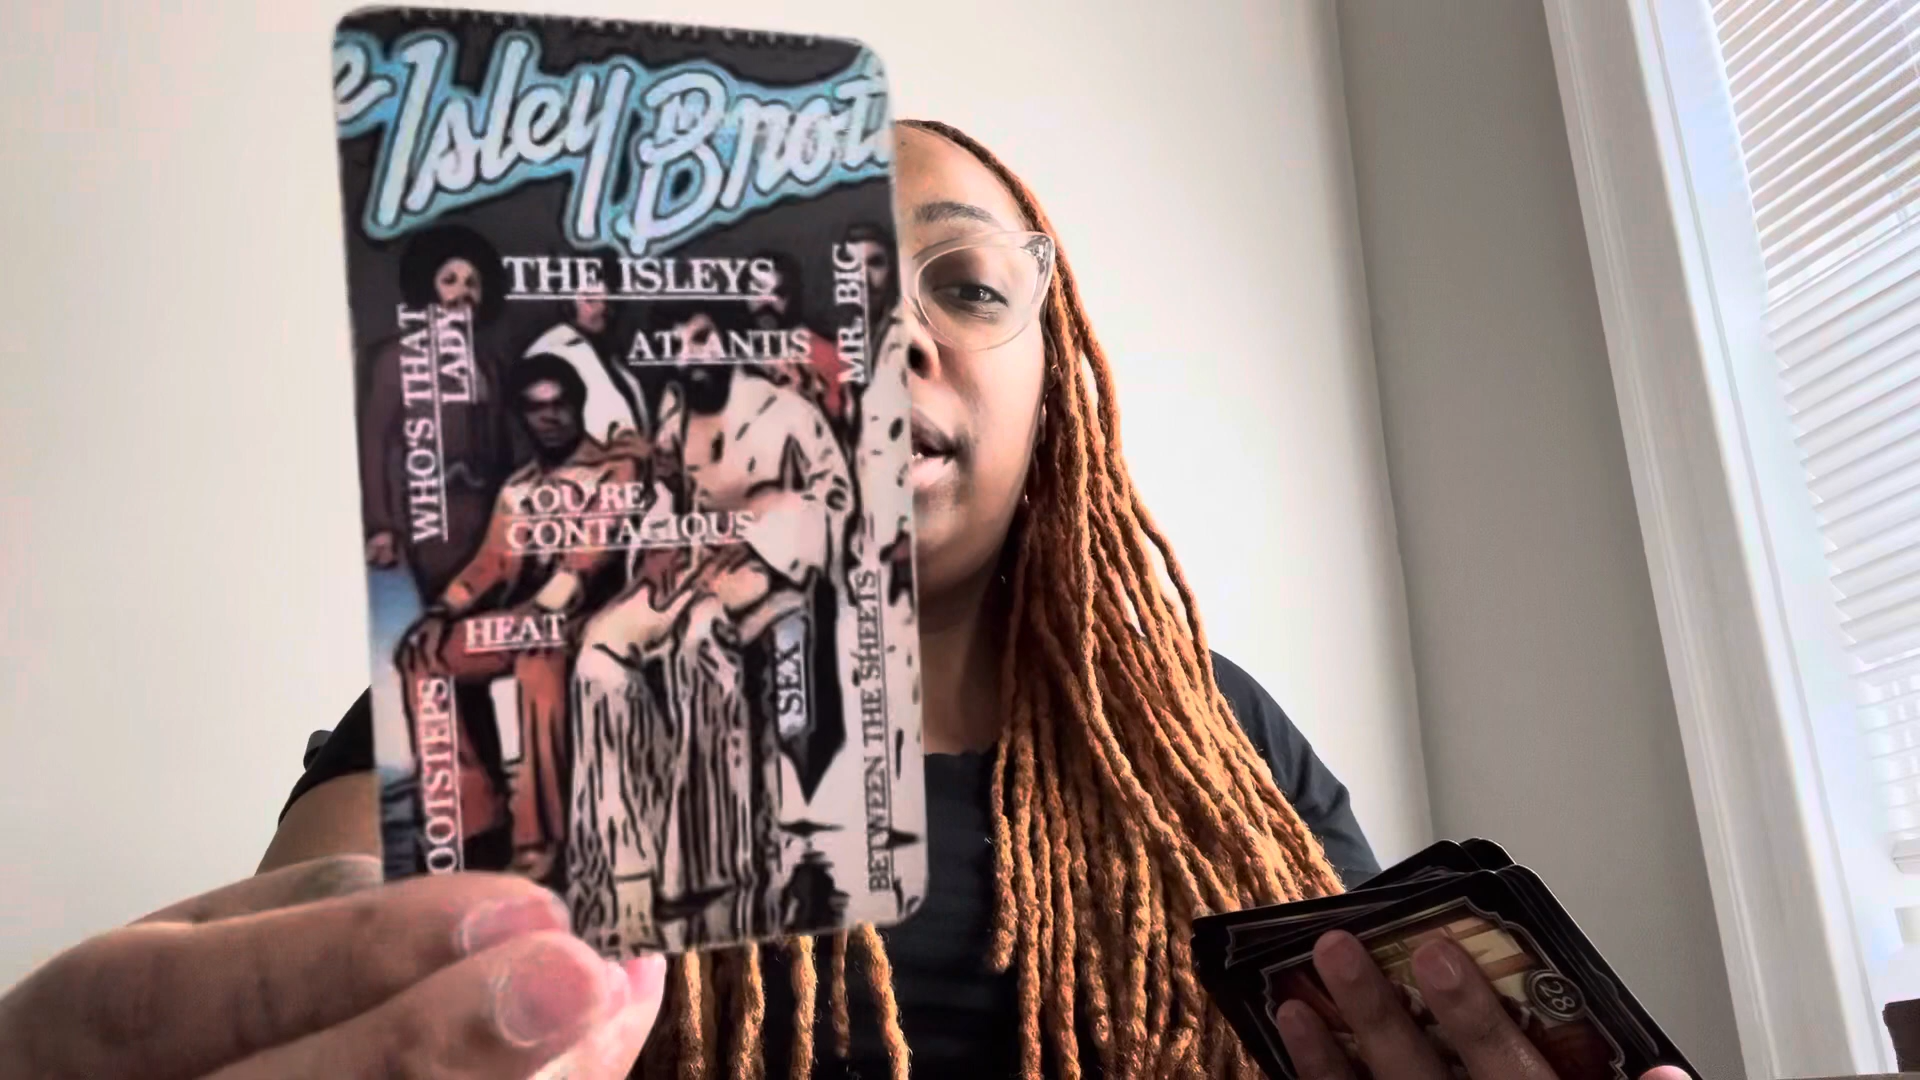 e Isley Brot
THE ISLEYS
MR. BIG
ATLANTIS
WHO'S THAT
LADY
YOU'RE
CONTAGIOUS
HEAT
SEX
BETWEEN THE SHEETS
OOTSTEPS
28